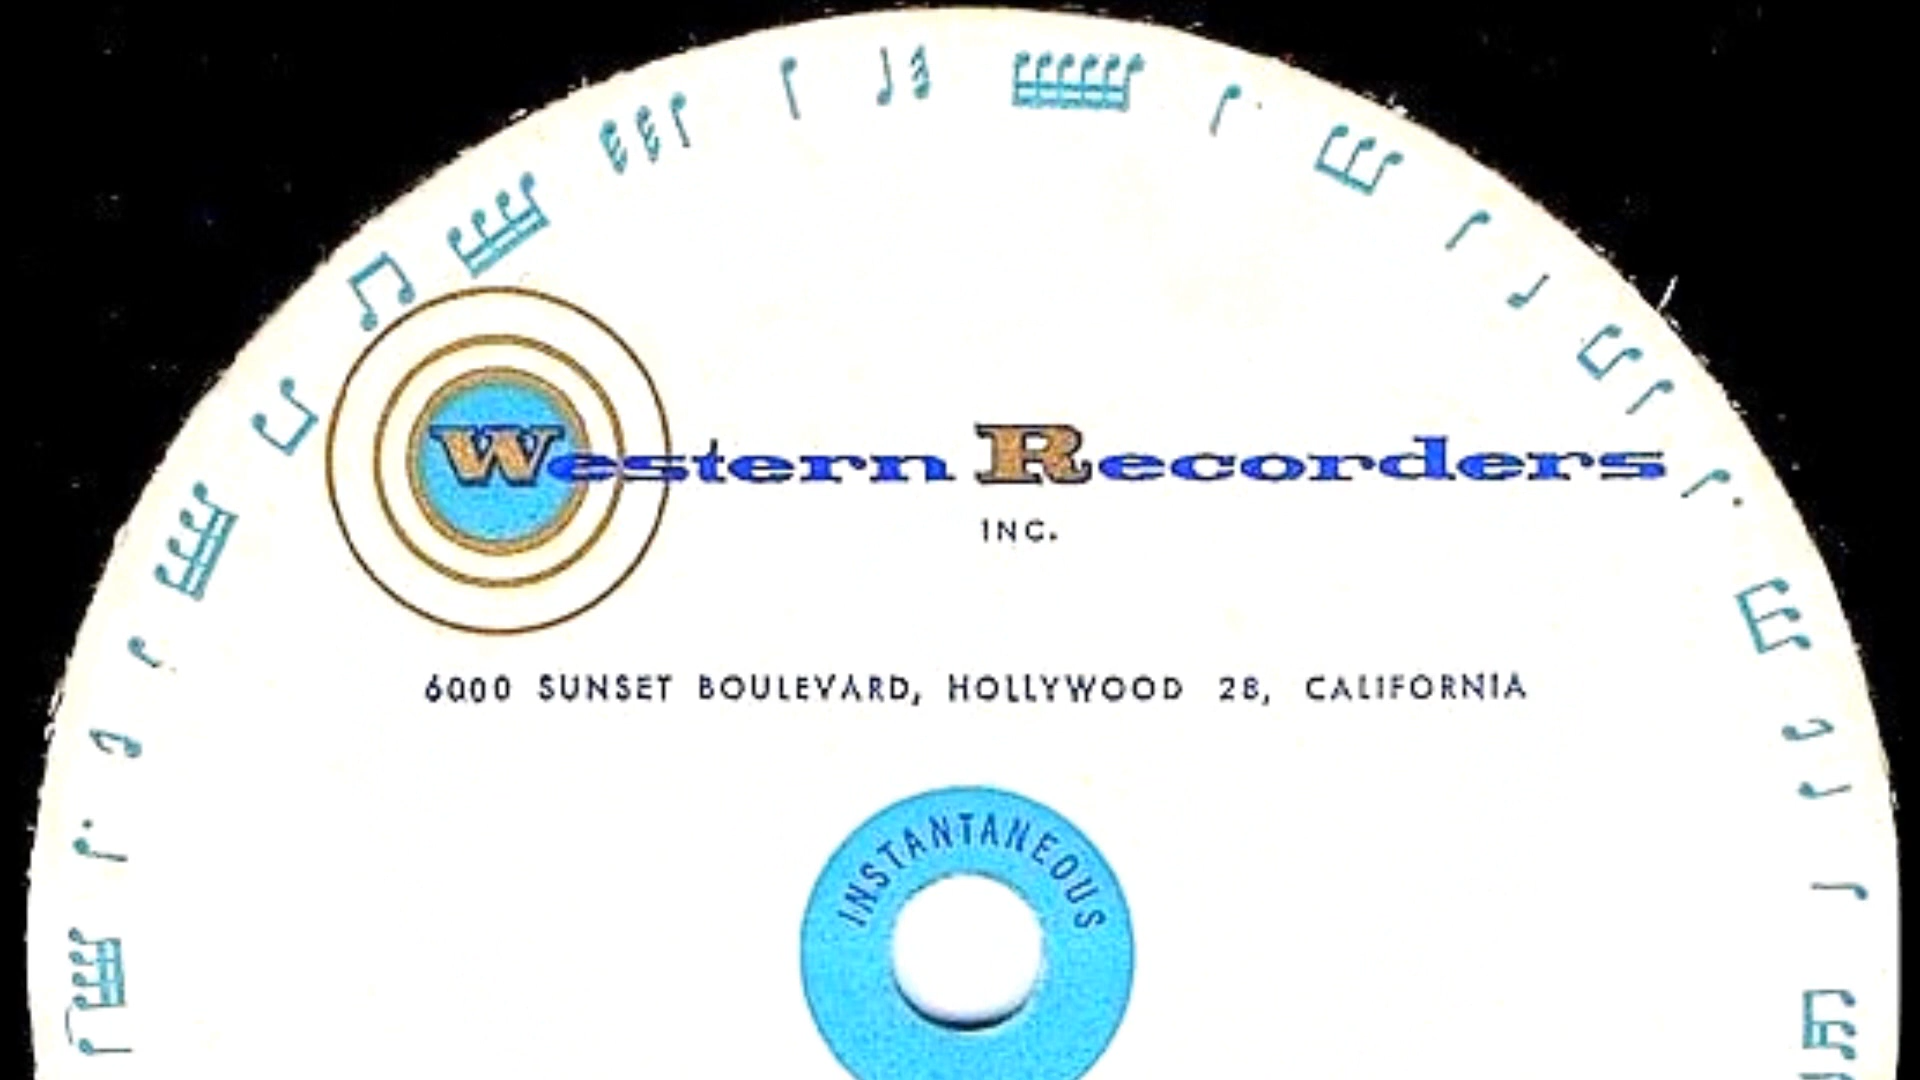 Western Recorders
INC.
6000 SUNSET BOULEVARD, HOLLYWOOD 28, CALIFORNIA
INSTANTANEOUS